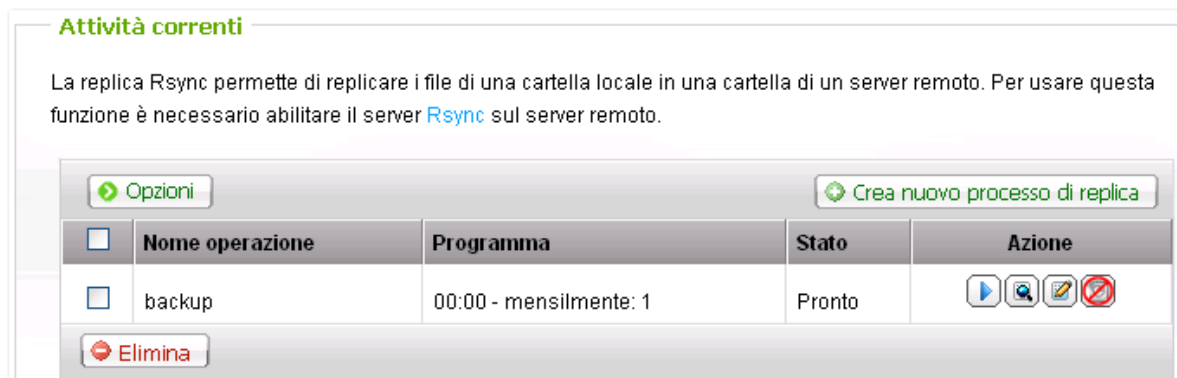 Attività correnti
La replica Rsync permette di replicare i file di una cartella locale in una cartella di un server remoto. Per usare questa
funzione è necessario abilitare il server Rsync sul server remoto.
Opzioni Crea nuovo processo di replica
Nome operazione Programma Stato Azione
backup 00:00 - mensilmente: 1 Pronto
Elimina